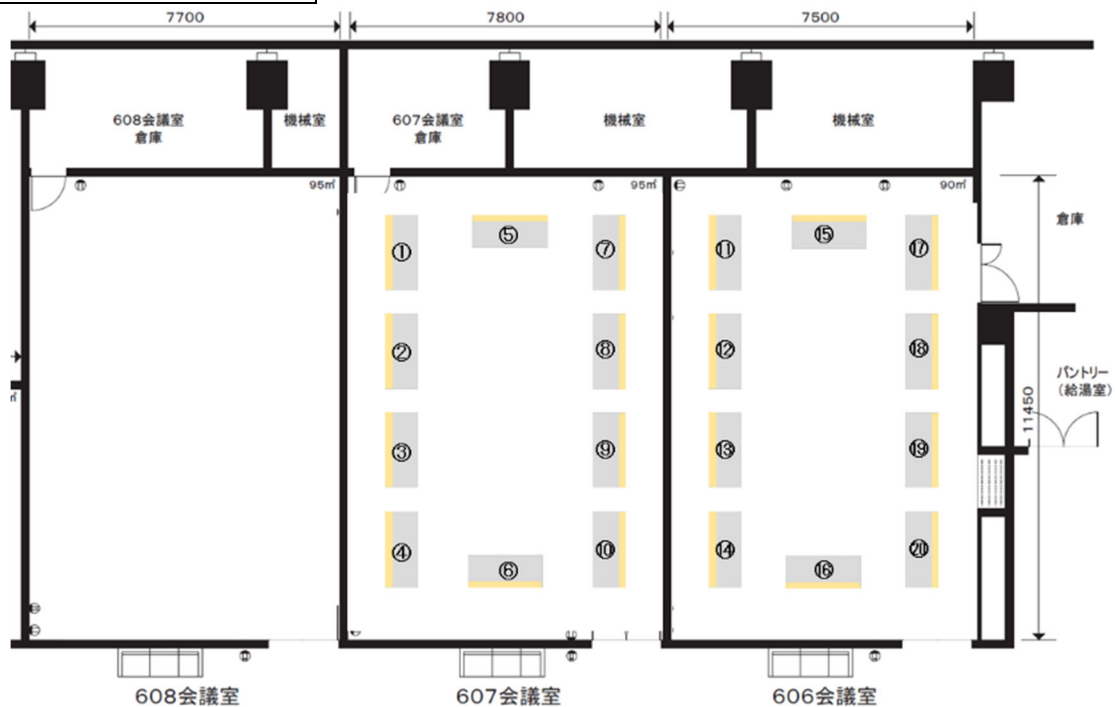 7700
7800
7500
608会議室
倉庫
機械室
607会議室
倉庫
機械室
機械室
95㎡
95㎡
90㎡
倉庫
①
⑤
⑦
⑪
⑮
⑰
②
⑧
⑫
⑱
パントリー
(給湯室)
11450
③
⑨
⑬
⑲
④
⑥
⑩
⑭
⑯
⑳
608会議室
607会議室
606会議室